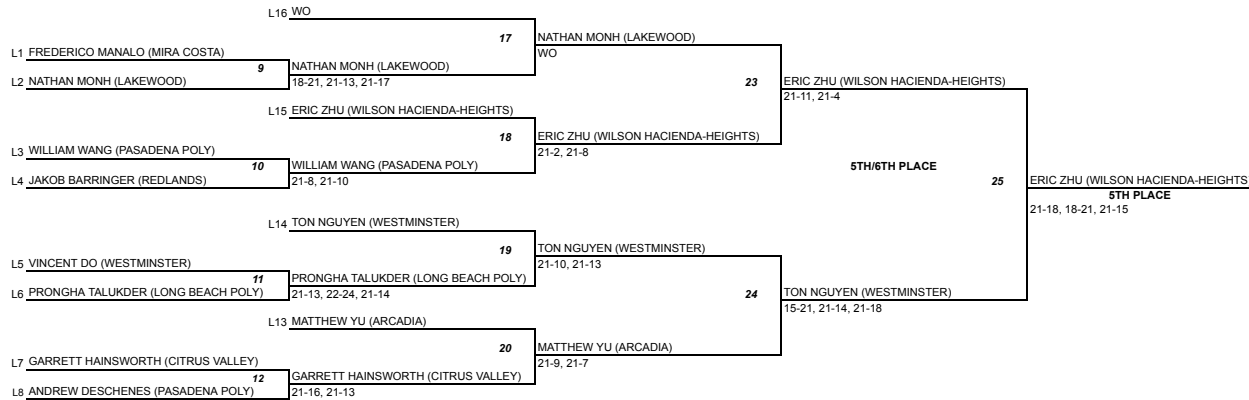 L16 WO
17 NATHAN MONH (LAKEWOOD)
WO
L1 FREDERICO MANALO (MIRA COSTA)
9 NATHAN MONH (LAKEWOOD)
18-21, 21-13, 21-17
L2 NATHAN MONH (LAKEWOOD)
23 ERIC ZHU (WILSON HACIENDA-HEIGHTS)
21-11, 21-4
L15 ERIC ZHU (WILSON HACIENDA-HEIGHTS)
18 ERIC ZHU (WILSON HACIENDA-HEIGHTS)
21-2, 21-8
L3 WILLIAM WANG (PASADENA POLY)
10 WILLIAM WANG (PASADENA POLY)
21-8, 21-10
L4 JAKOB BARRINGER (REDLANDS)
5TH/6TH PLACE
25 ERIC ZHU (WILSON HACIENDA-HEIGHTS)
5TH PLACE
21-18, 18-21, 21-15
L14 TON NGUYEN (WESTMINSTER)
19 TON NGUYEN (WESTMINSTER)
21-10, 21-13
L5 VINCENT DO (WESTMINSTER)
11 PRONGHA TALUKDER (LONG BEACH POLY)
21-13, 22-24, 21-14
L6 PRONGHA TALUKDER (LONG BEACH POLY)
24 TON NGUYEN (WESTMINSTER)
15-21, 21-14, 21-18
L13 MATTHEW YU (ARCADIA)
20 MATTHEW YU (ARCADIA)
21-9, 21-7
L7 GARRETT HAINSWORTH (CITRUS VALLEY)
12 GARRETT HAINSWORTH (CITRUS VALLEY)
21-16, 21-13
L8 ANDREW DESCHENES (PASADENA POLY)